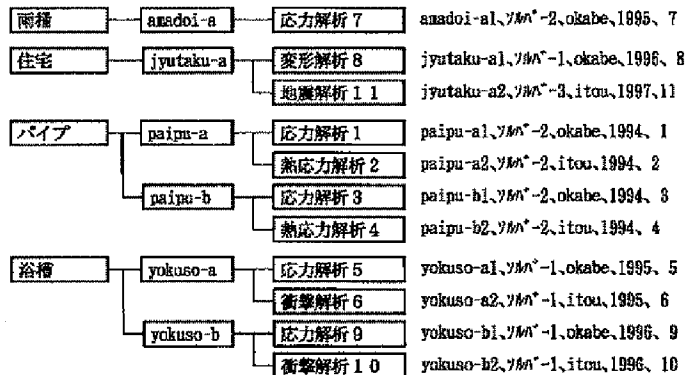 雨樋 amadoi-a 応力解析7 amadoi-a1、ソルバ-2、okabe、1995、7
住宅 jyutaku-a 変形解析8 jyutaku-a1、ソルバ-1、okabe、1996、8
地震解析11 jyutaku-a2、ソルバ-3、itou、1997、11
パイプ paipu-a 応力解析1 paipu-a1、ソルバ-2、okabe、1994、1
熱応力解析2 paipu-a2、ソルバ-2、itou、1994、2
paipu-b 応力解析3 paipu-b1、ソルバ-2、okabe、1994、3
熱応力解析4 paipu-b2、ソルバ-2、itou、1994、4
浴槽 yokuso-a 応力解析5 yokuso-a1、ソルバ-1、okabe、1995、5
衝撃解析6 yokuso-a2、ソルバ-1、itou、1995、6
yokuso-b 応力解析9 yokuso-b1、ソルバ-1、okabe、1996、9
衝撃解析10 yokuso-b2、ソルバ-1、itou、1996、10